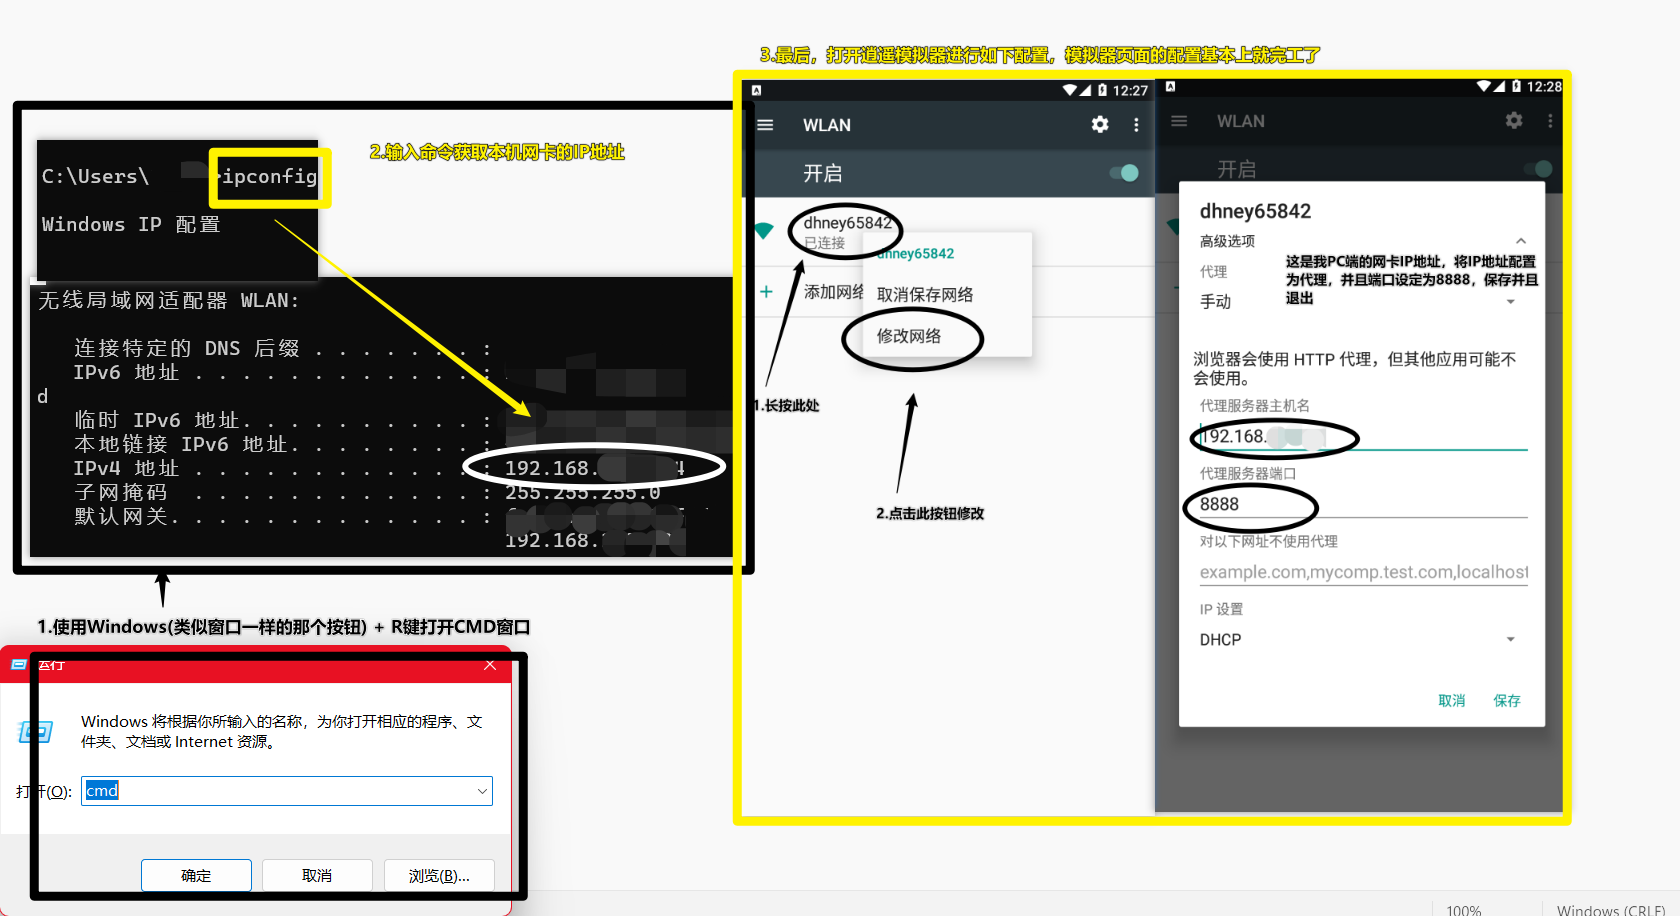 3.最后，打开逍遥模拟器进行如下配置，模拟器页面的配置基本上就完工了
2.输入命令获取本机网卡的IP地址
C:\Users\
>ipconfig
Windows IP 配置
无线局域网适配器 WLAN:
连接特定的 DNS 后缀 . . . . . . . :
IPv6 地址 . . . . . . . . . . . . :
d
临时 IPv6 地址. . . . . . . . . . :
本地链接 IPv6 地址. . . . . . . . :
IPv4 地址 . . . . . . . . . . . . : 192.168.
子网掩码 . . . . . . . . . . . . : 255.255.255.0
默认网关. . . . . . . . . . . . . :
192.168.
1.使用Windows(类似窗口一样的那个按钮) + R键打开CMD窗口
运行
Windows 将根据你所输入的名称，为你打开相应的程序、文
件夹、文档或 Internet 资源。
打开(O):
cmd
确定
取消
浏览(B)...
12:27
WLAN
开启
dhney65842
已连接
dhney65842
添加网络
取消保存网络
修改网络
1.长按此处
2.点击此按钮修改
12:28
WLAN
开启
dhney65842
高级选项
代理
手动
这是我PC端的网卡IP地址，将IP地址配置
为代理，并且端口设定为8888，保存并且
退出
浏览器会使用 HTTP 代理，但其他应用可能不
会使用。
代理服务器主机名
192.168.
代理服务器端口
8888
对以下网址不使用代理
example.com,mycomp.test.com,localhost
IP 设置
DHCP
取消
保存
100%
Windows (CRLF)